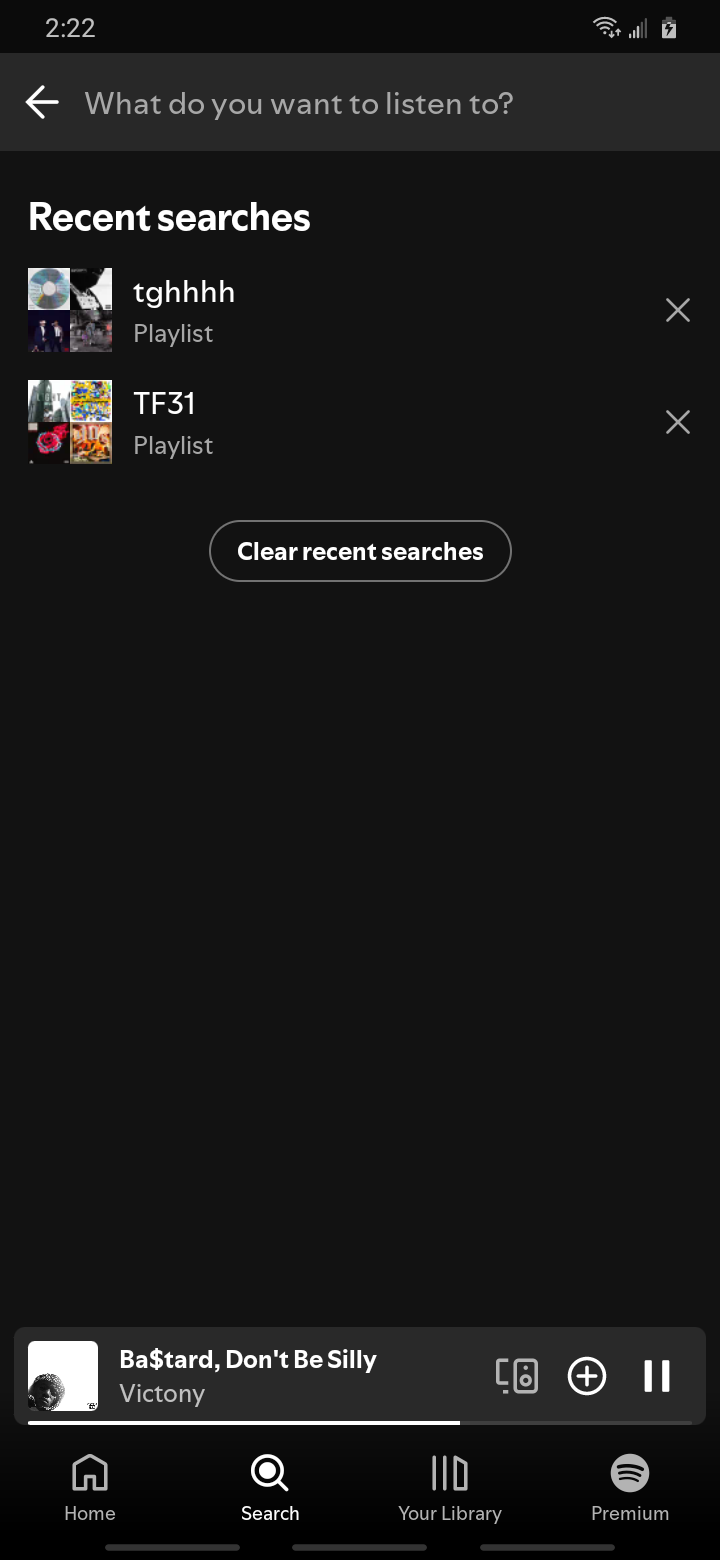 2:22
What do you want to listen to?
Recent searches
tghhhh
Playlist
TF31
Playlist
Clear recent searches
Ba$tard, Don't Be Silly
Victony
Home
Search
Your Library
Premium